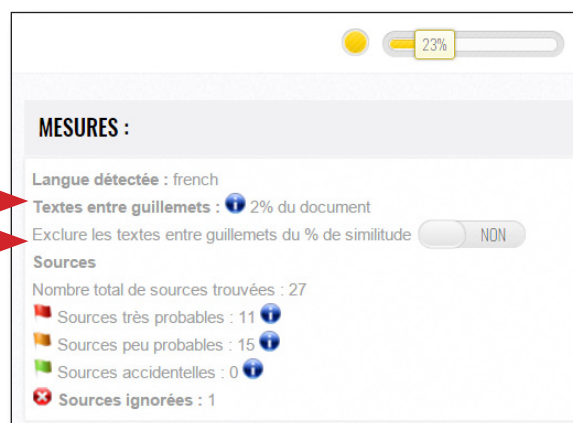 23%
MESURES :
Langue détectée : french
Textes entre guillemets : 2% du document
Exclure les textes entre guillemets du % de similitude NON
Sources
Nombre total de sources trouvées : 27
Sources très probables : 11
Sources peu probables : 15
Sources accidentelles : 0
Sources ignorées : 1